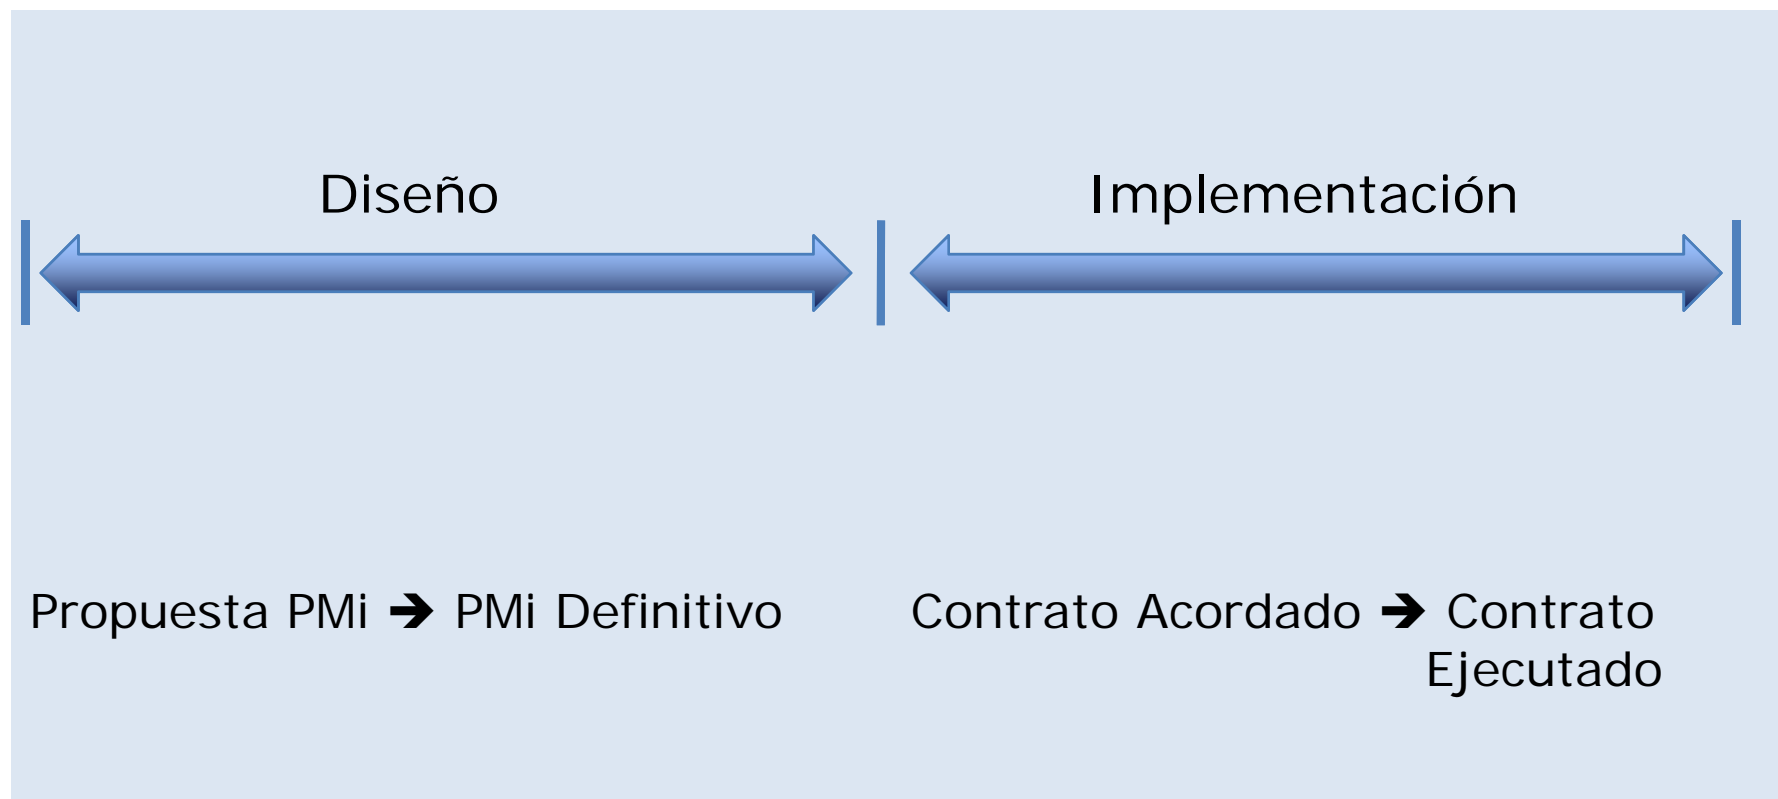 Diseño
Implementación
Propuesta PMi ➔ PMi Definitivo
Contrato Acordado ➔ Contrato
Ejecutado